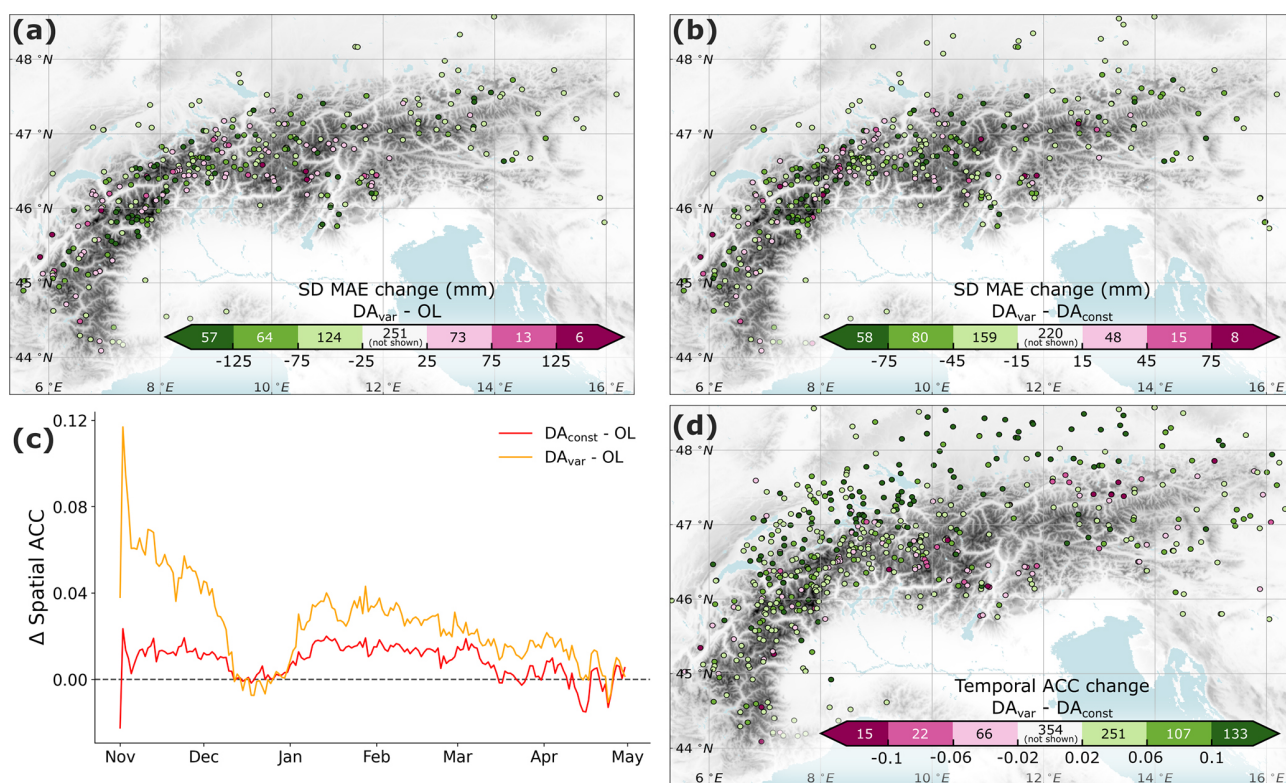 (a)
48 °N
47 °N
46 °N
45 °N
44 °N
6 °E
8 °E
10 °E
12 °E
14 °E
16 °E
SD MAE change (mm)
DAvar - OL
57 64 124 251 73 13 6
(not shown)
-125 -75 -25 25 75 125
(b)
48 °N
47 °N
46 °N
45 °N
44 °N
6 °E
8 °E
10 °E
12 °E
14 °E
16 °E
SD MAE change (mm)
DAvar - DAconst
58 80 159 220 48 15 8
(not shown)
-75 -45 -15 15 45 75
(c)
Δ Spatial ACC
0.12
0.08
0.04
0.00
Nov Dec Jan Feb Mar Apr May
DAconst - OL
DAvar - OL
(d)
48 °N
47 °N
46 °N
45 °N
44 °N
6 °E
8 °E
10 °E
12 °E
14 °E
16 °E
Temporal ACC change
DAvar - DAconst
15 22 66 354 251 107 133
(not shown)
-0.1 -0.06 -0.02 0.02 0.06 0.1